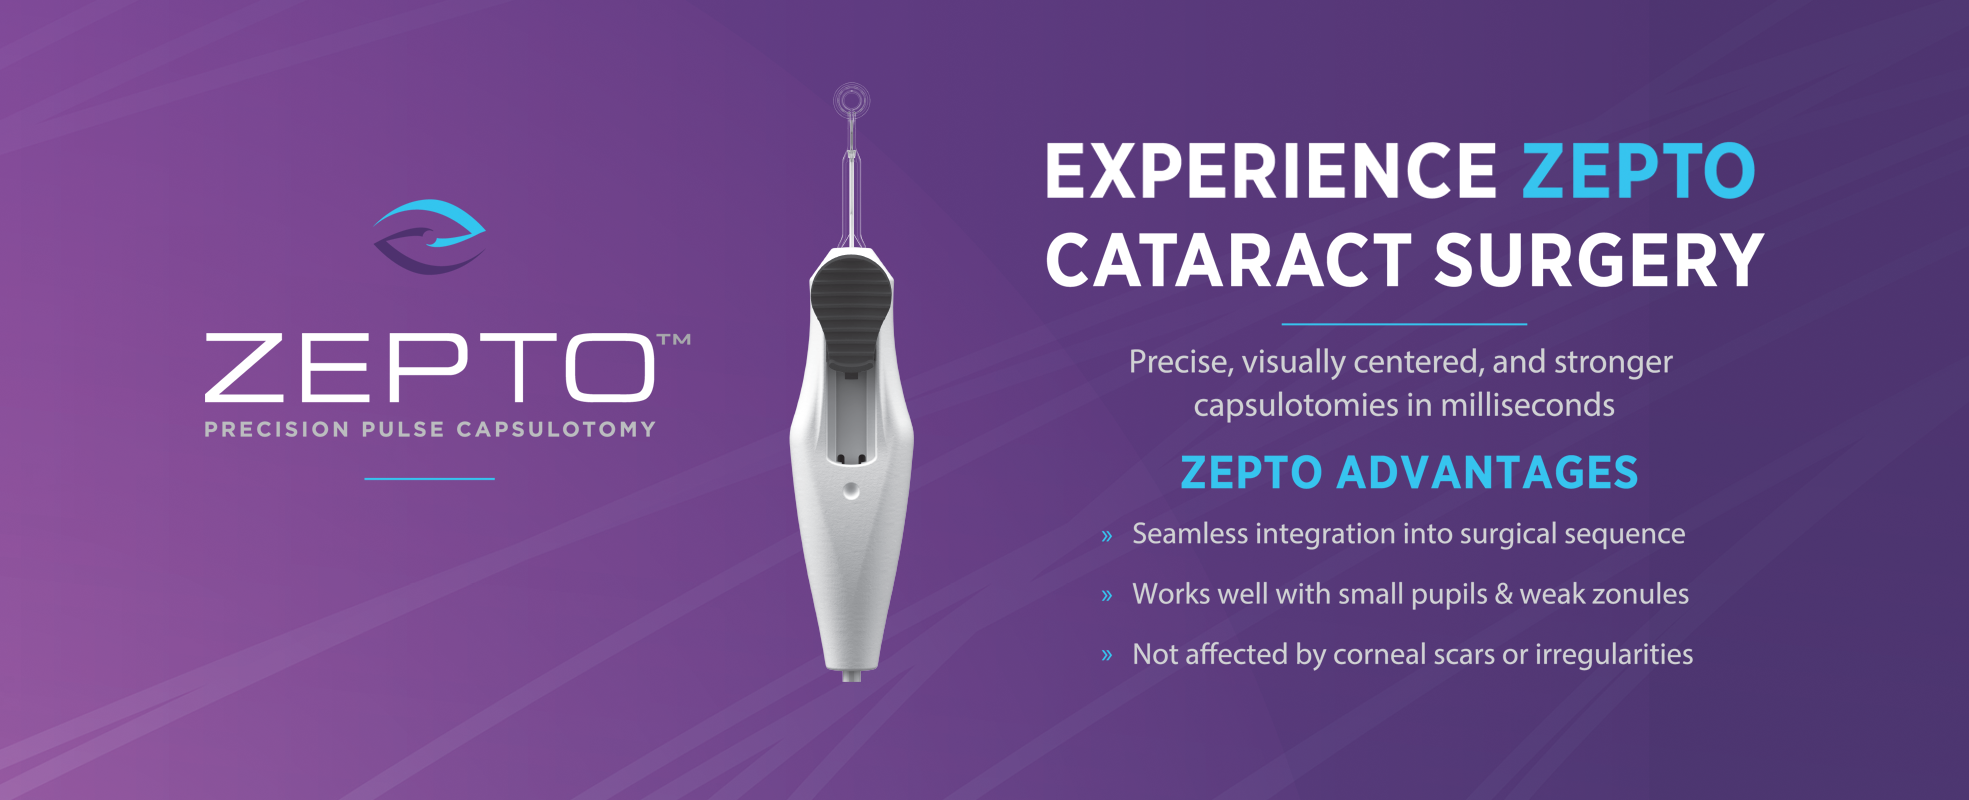 ZEPTO™
PRECISION PULSE CAPSULOTOMY
EXPERIENCE ZEPTO
CATARACT SURGERY
Precise, visually centered, and stronger
capsulotomies in milliseconds
ZEPTO ADVANTAGES
» Seamless integration into surgical sequence
» Works well with small pupils & weak zonules
» Not affected by corneal scars or irregularities